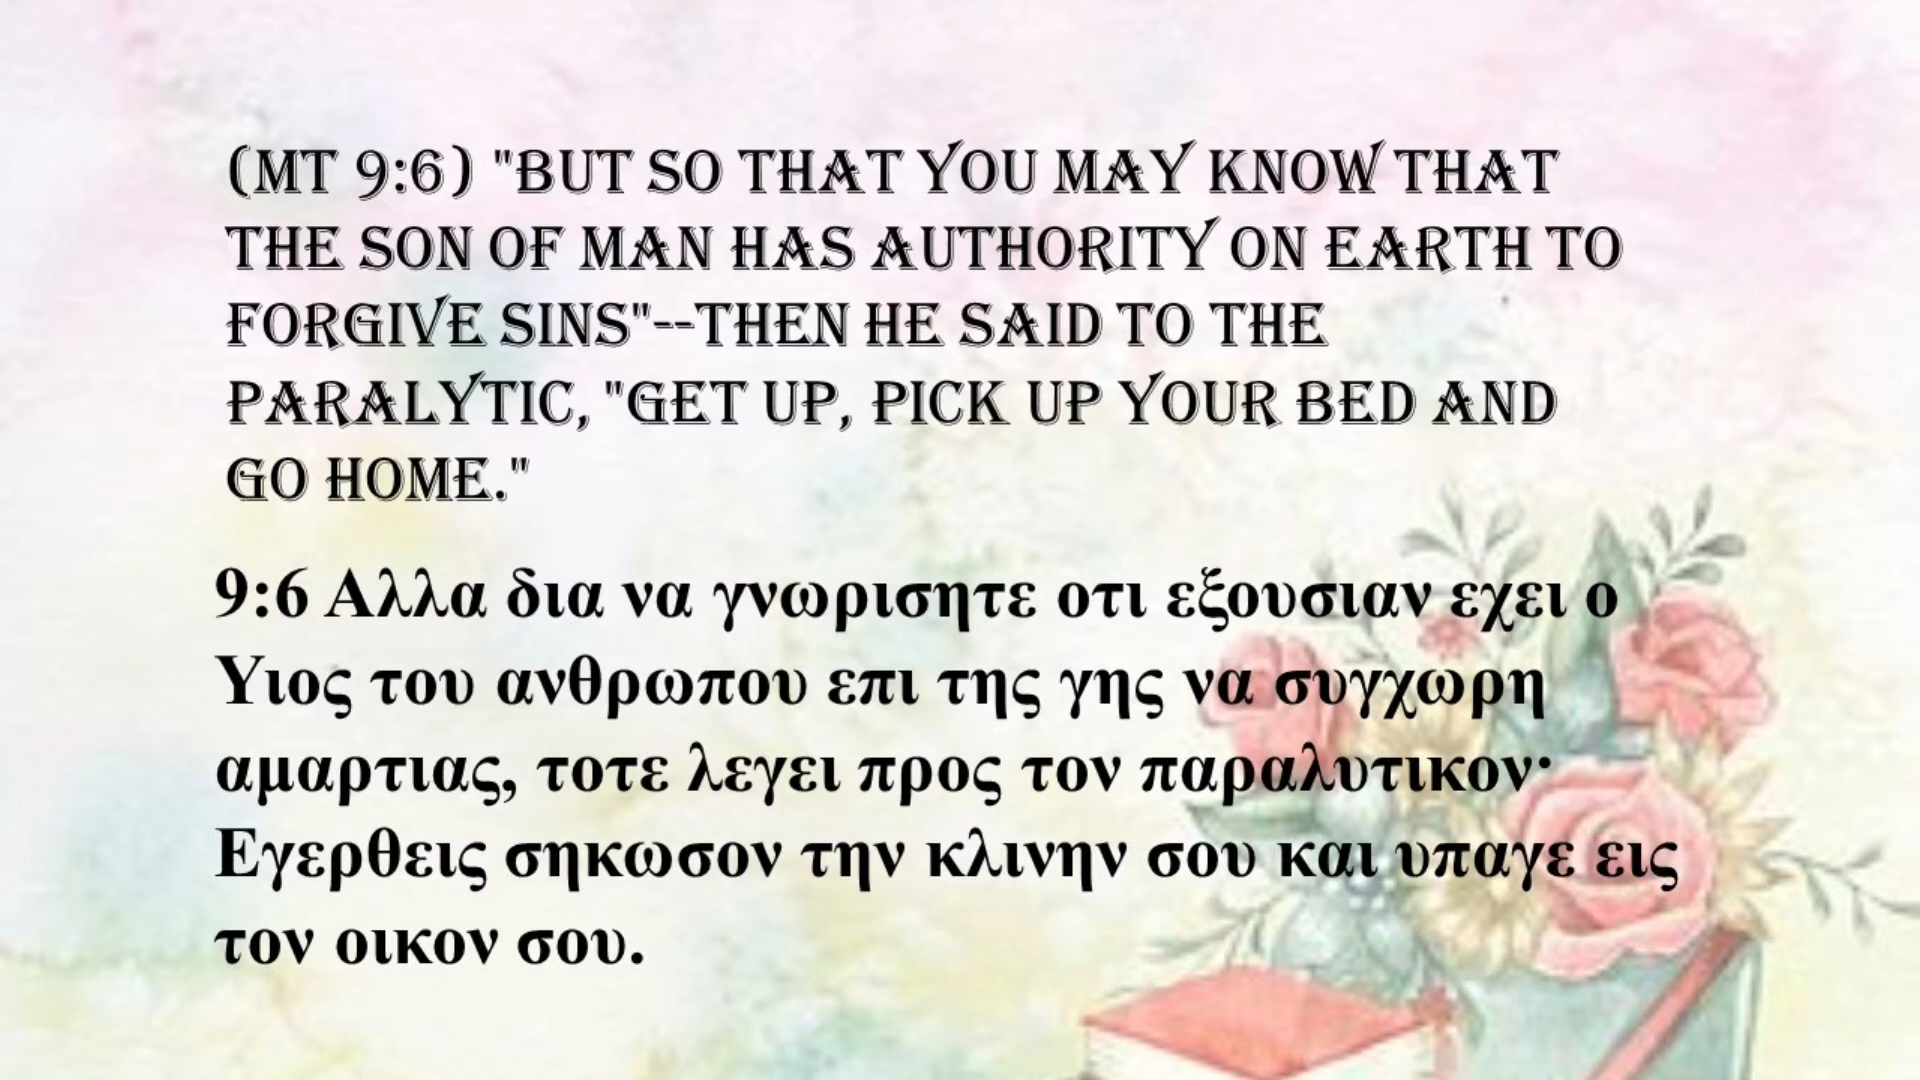 (MT 9:6) "BUT SO THAT YOU MAY KNOW THAT
THE SON OF MAN HAS AUTHORITY ON EARTH TO
FORGIVE SINS"--THEN HE SAID TO THE
PARALYTIC, "GET UP, PICK UP YOUR BED AND
GO HOME."
9:6 Αλλα δια να γνωρισητε οτι εξουσιαν εχει ο
Υιος του ανθρωπου επι της γης να συγχωρη
αμαρτιας, τοτε λεγει προς τον παραλυτικον·
Εγερθεις σηκωσον την κλινην σου και υπαγε εις
τον οικον σου.